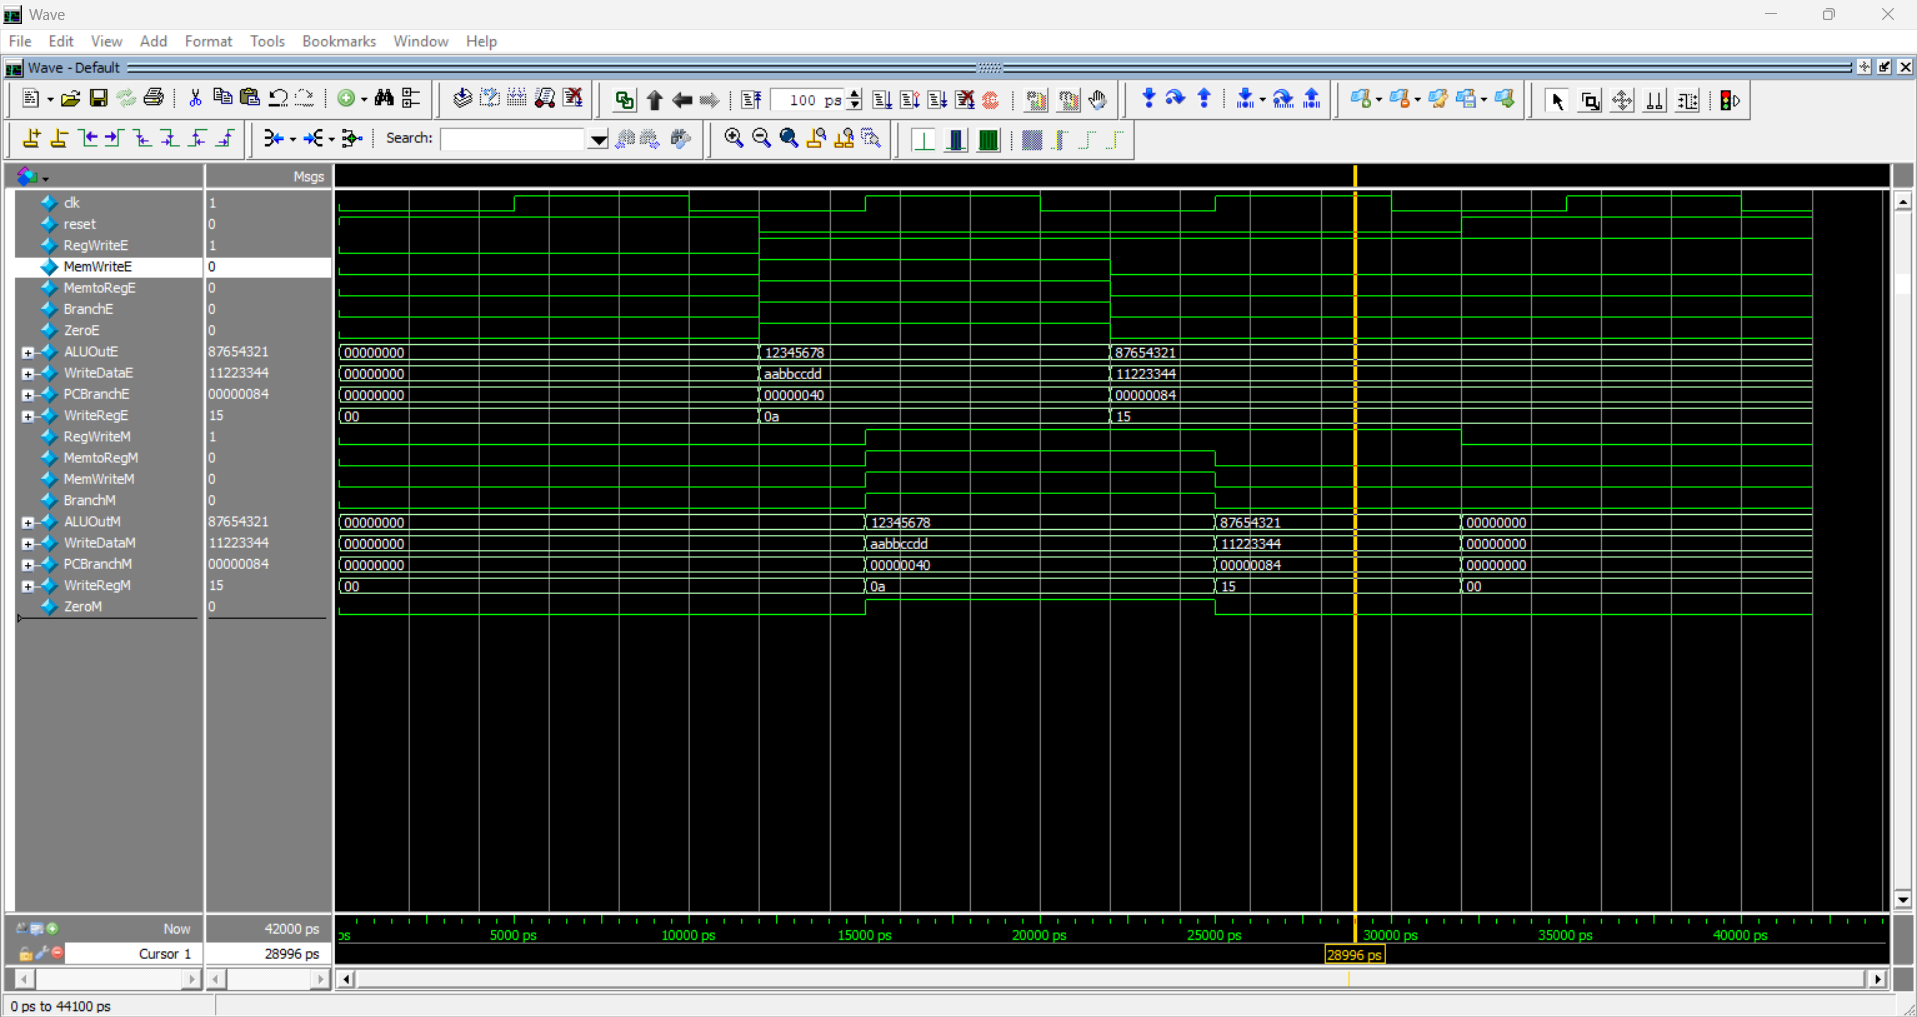 Wave
File Edit View Add Format Tools Bookmarks Window Help
Wave - Default
100 ps
Search:
Msgs
clk 1
reset 0
RegWriteE 1
MemWriteE 0
MemtoRegE 0
BranchE 0
ZeroE 0
ALUOutE 87654321 00000000 12345678 87654321
WriteDataE 11223344 00000000 aabbccdd 11223344
PCBranchE 00000084 00000000 00000040 00000084
WriteRegE 15 00 0a 15
RegWriteM 1
MemtoRegM 0
MemWriteM 0
BranchM 0
ALUOutM 87654321 00000000 12345678 87654321 00000000
WriteDataM 11223344 00000000 aabbccdd 11223344 00000000
PCBranchM 00000084 00000000 00000040 00000084 00000000
WriteRegM 15 00 0a 15 00
ZeroM 0
Now 42000 ps ps 5000 ps 10000 ps 15000 ps 20000 ps 25000 ps 30000 ps 35000 ps 40000 ps
Cursor 1 28996 ps 28996 ps
0 ps to 44100 ps